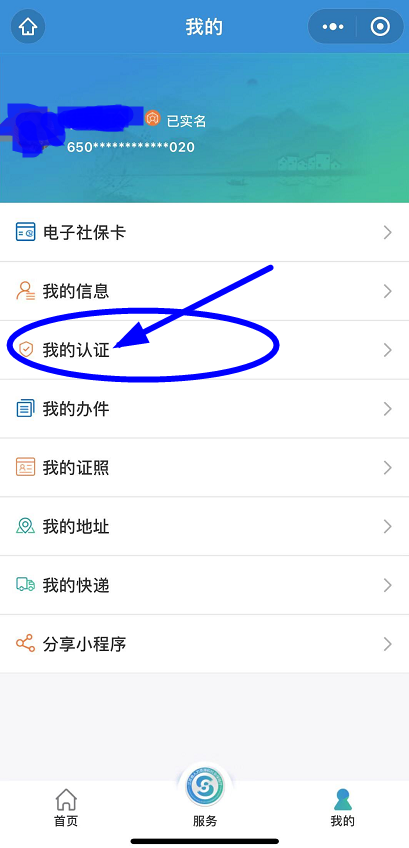 我的
已实名
650************020
电子社保卡
我的信息
我的认证
我的办件
我的证照
我的地址
我的快递
分享小程序
首页
服务
我的